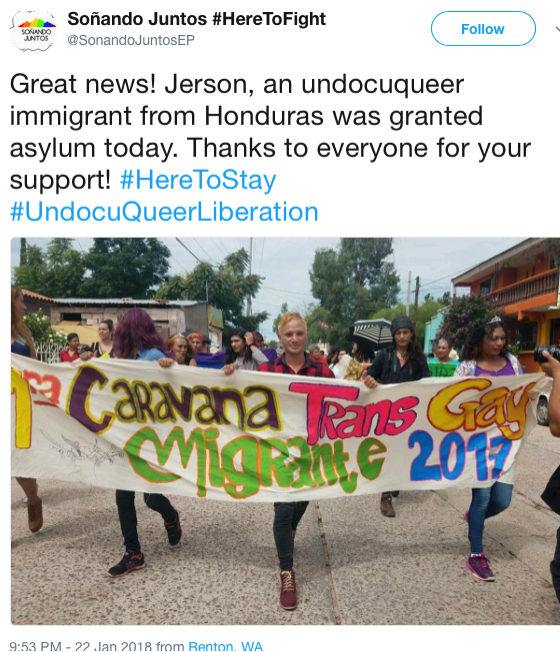 Soñando Juntos #HereToFight
@SonandoJuntosEP
SOÑANDO
JUNTOS
Follow
Great news! Jerson, an undocuqueer
immigrant from Honduras was granted
asylum today. Thanks to everyone for your
support! #HereToStay
#UndocuQueerLiberation
Caravana Trans Gay
Migrante 2017
9:53 PM - 22 Jan 2018 from Renton, WA